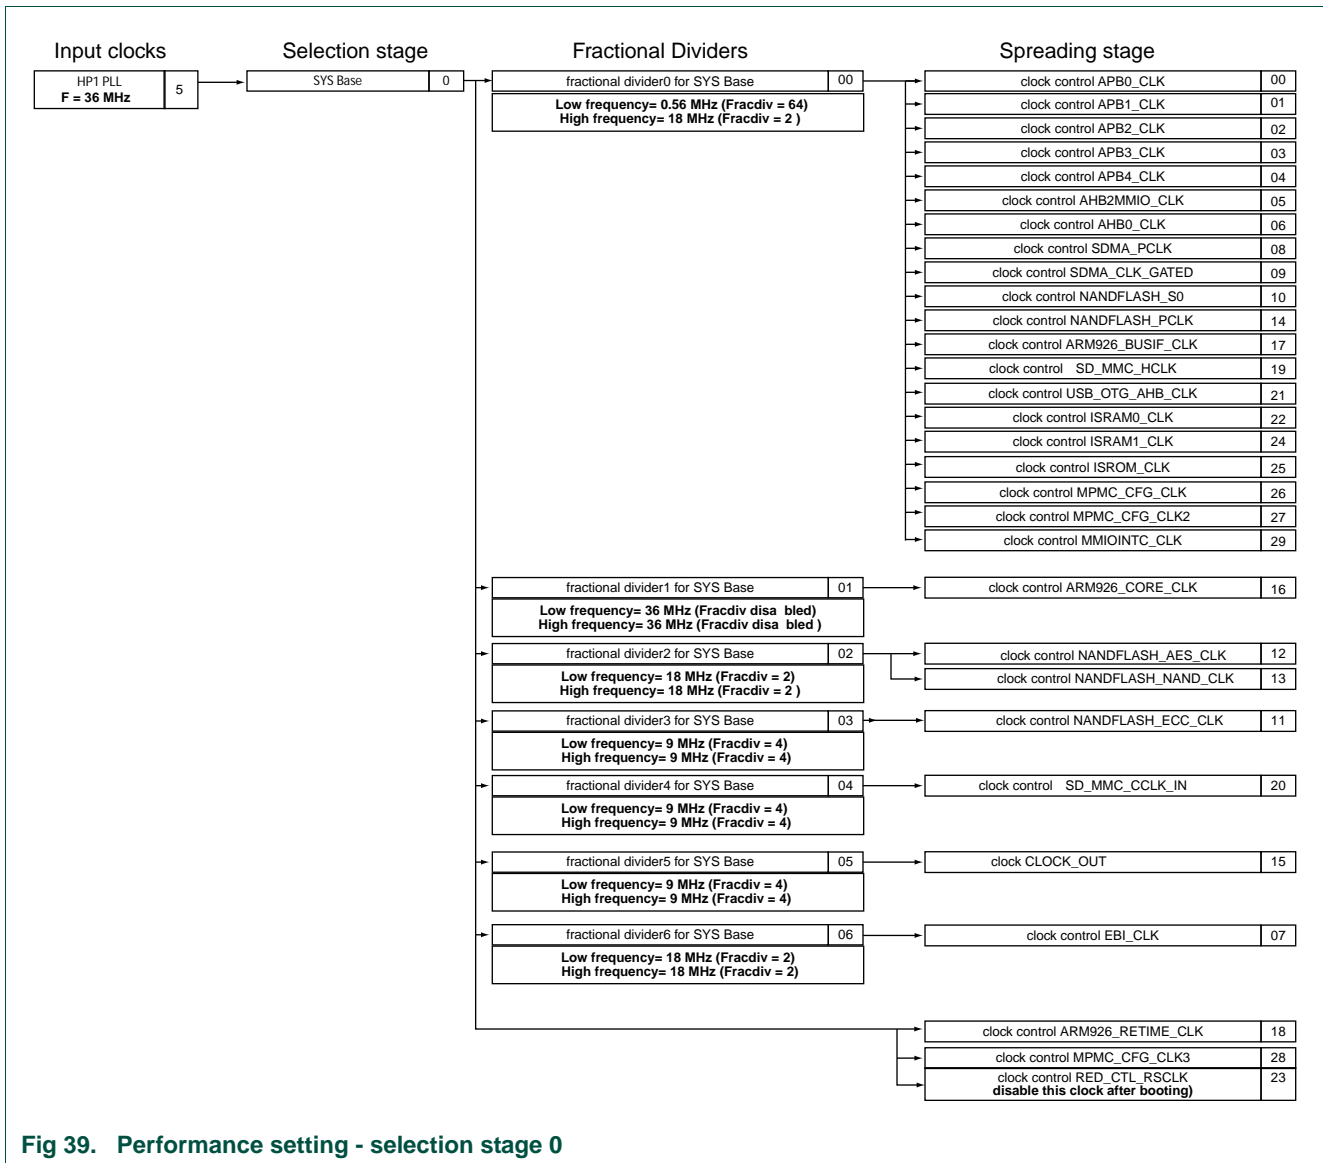 Input clocks Selection stage Fractional Dividers Spreading stage
HP1 PLL
F = 36 MHz
5
SYS Base 0
fractional divider0 for SYS Base 00
Low frequency= 0.56 MHz (Fracdiv = 64)
High frequency= 18 MHz (Fracdiv = 2 )
clock control APB0_CLK 00
clock control APB1_CLK 01
clock control APB2_CLK 02
clock control APB3_CLK 03
clock control APB4_CLK 04
clock control AHB2MMIO_CLK 05
clock control AHB0_CLK 06
clock control SDMA_PCLK 08
clock control SDMA_CLK_GATED 09
clock control NANDFLASH_S0 10
clock control NANDFLASH_PCLK 14
clock control ARM926_BUSIF_CLK 17
clock control SD_MMC_HCLK 19
clock control USB_OTG_AHB_CLK 21
clock control ISRAM0_CLK 22
clock control ISRAM1_CLK 24
clock control ISROM_CLK 25
clock control MPMC_CFG_CLK 26
clock control MPMC_CFG_CLK2 27
clock control MMIOINTC_CLK 29
fractional divider1 for SYS Base 01
Low frequency= 36 MHz (Fracdiv disa bled)
High frequency= 36 MHz (Fracdiv disa bled )
clock control ARM926_CORE_CLK 16
fractional divider2 for SYS Base 02
Low frequency= 18 MHz (Fracdiv = 2)
High frequency= 18 MHz (Fracdiv = 2 )
clock control NANDFLASH_AES_CLK 12
clock control NANDFLASH_NAND_CLK 13
fractional divider3 for SYS Base 03
Low frequency= 9 MHz (Fracdiv = 4)
High frequency= 9 MHz (Fracdiv = 4)
clock control NANDFLASH_ECC_CLK 11
fractional divider4 for SYS Base 04
Low frequency= 9 MHz (Fracdiv = 4)
High frequency= 9 MHz (Fracdiv = 4)
clock control SD_MMC_CCLK_IN 20
fractional divider5 for SYS Base 05
Low frequency= 9 MHz (Fracdiv = 4)
High frequency= 9 MHz (Fracdiv = 4)
clock CLOCK_OUT 15
fractional divider6 for SYS Base 06
Low frequency= 18 MHz (Fracdiv = 2)
High frequency= 18 MHz (Fracdiv = 2)
clock control EBI_CLK 07
clock control ARM926_RETIME_CLK 18
clock control MPMC_CFG_CLK3 28
clock control RED_CTL_RSCLK 23
disable this clock after booting)
Fig 39. Performance setting - selection stage 0